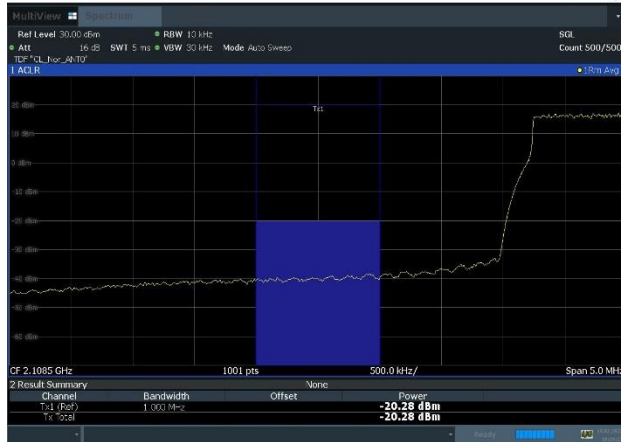 MultiView Spectrum
Ref Level 30.00 dBm RBW 10 kHz SGL
Att 16 dB SWT 5 ms VBW 30 kHz Mode Auto Sweep Count 500/500
TDF "CL_Nor_ANT0"
1 ACLR 1Rm Avg
20 dBm
Tx1
10 dBm
0 dBm
-10 dBm
-20 dBm
-30 dBm
-40 dBm
-50 dBm
-60 dBm
CF 2.1085 GHz 1001 pts 500.0 kHz/ Span 5.0 MHz
2 Result Summary None
Channel Bandwidth Offset Power
Tx1 (Ref) 1.000 MHz -20.28 dBm
Tx Total -20.28 dBm
Ready